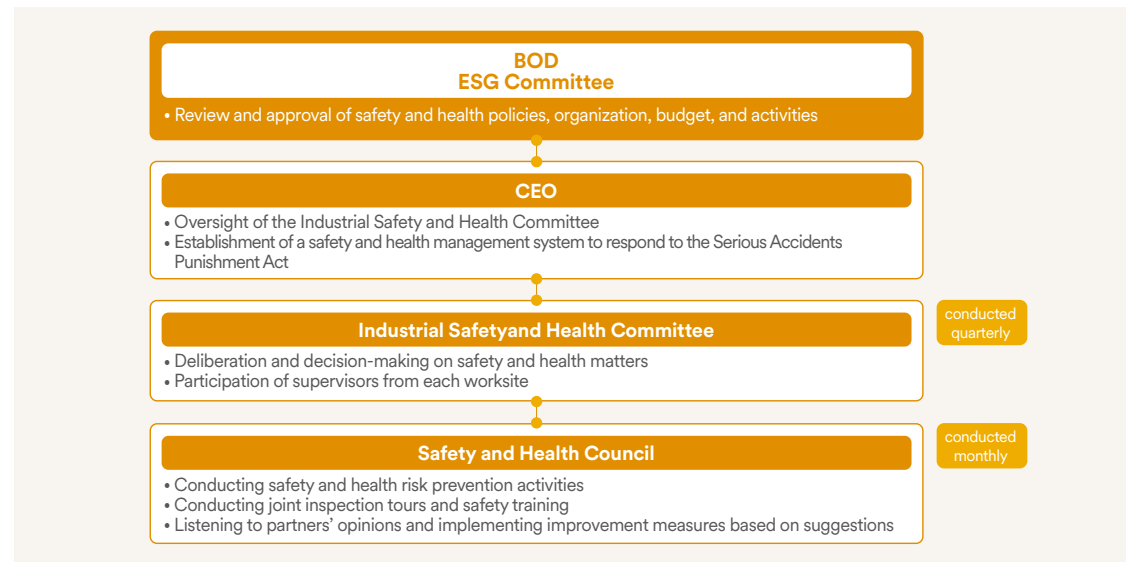 BOD
ESG Committee
• Review and approval of safety and health policies, organization, budget, and activities
CEO
• Oversight of the Industrial Safety and Health Committee
• Establishment of a safety and health management system to respond to the Serious Accidents
Punishment Act
Industrial Safetyand Health Committee
conducted
quarterly
• Deliberation and decision-making on safety and health matters
• Participation of supervisors from each worksite
Safety and Health Council
conducted
monthly
• Conducting safety and health risk prevention activities
• Conducting joint inspection tours and safety training
• Listening to partners’ opinions and implementing improvement measures based on suggestions